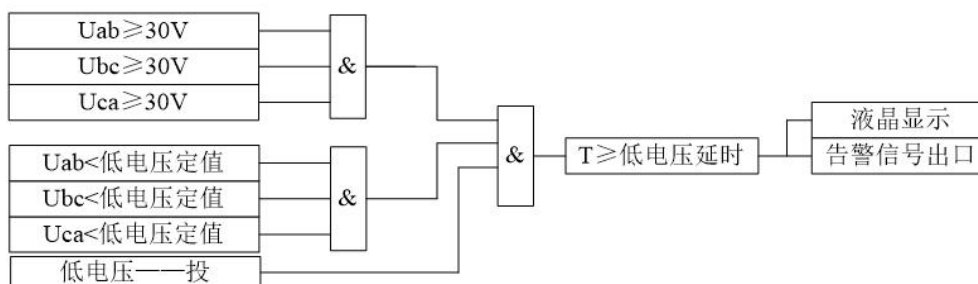 Uab≥30V
Ubc≥30V
Uca≥30V
&
Uab<低电压定值
Ubc<低电压定值
Uca<低电压定值
&
低电压——投
&
T≥低电压延时
液晶显示
告警信号出口